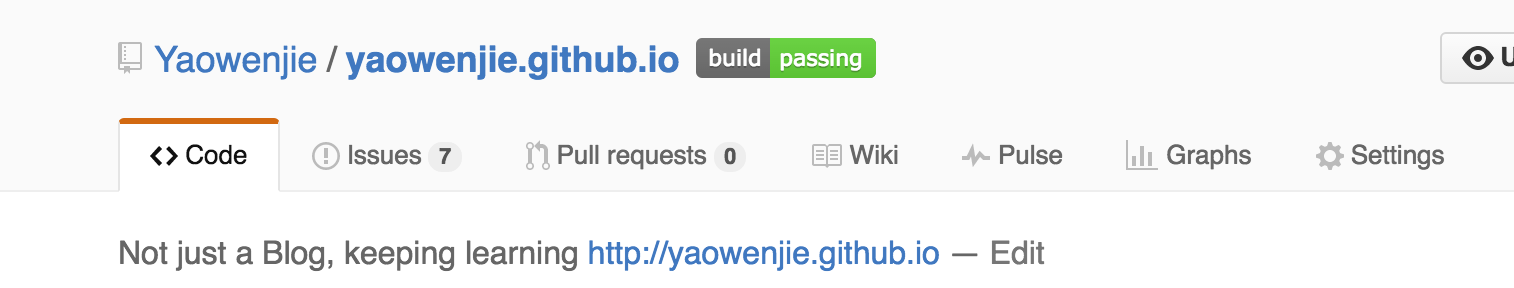 Yaowenjie / yaowenjie.github.io build passing
Code Issues 7 Pull requests 0 Wiki Pulse Graphs Settings
Not just a Blog, keeping learning http://yaowenjie.github.io — Edit